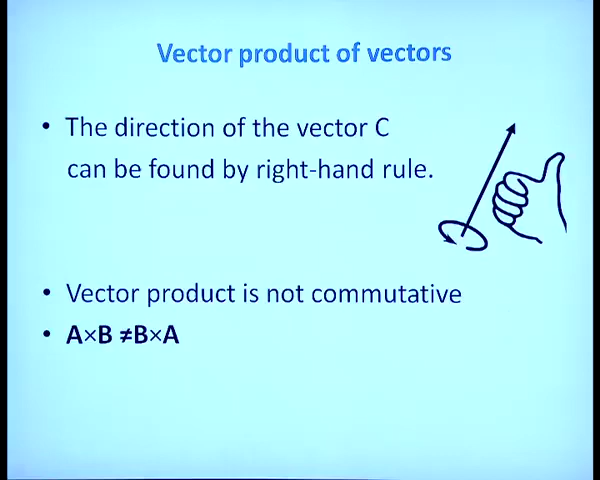 Vector product of vectors
• The direction of the vector C
can be found by right-hand rule.
• Vector product is not commutative
• A×B ≠B×A